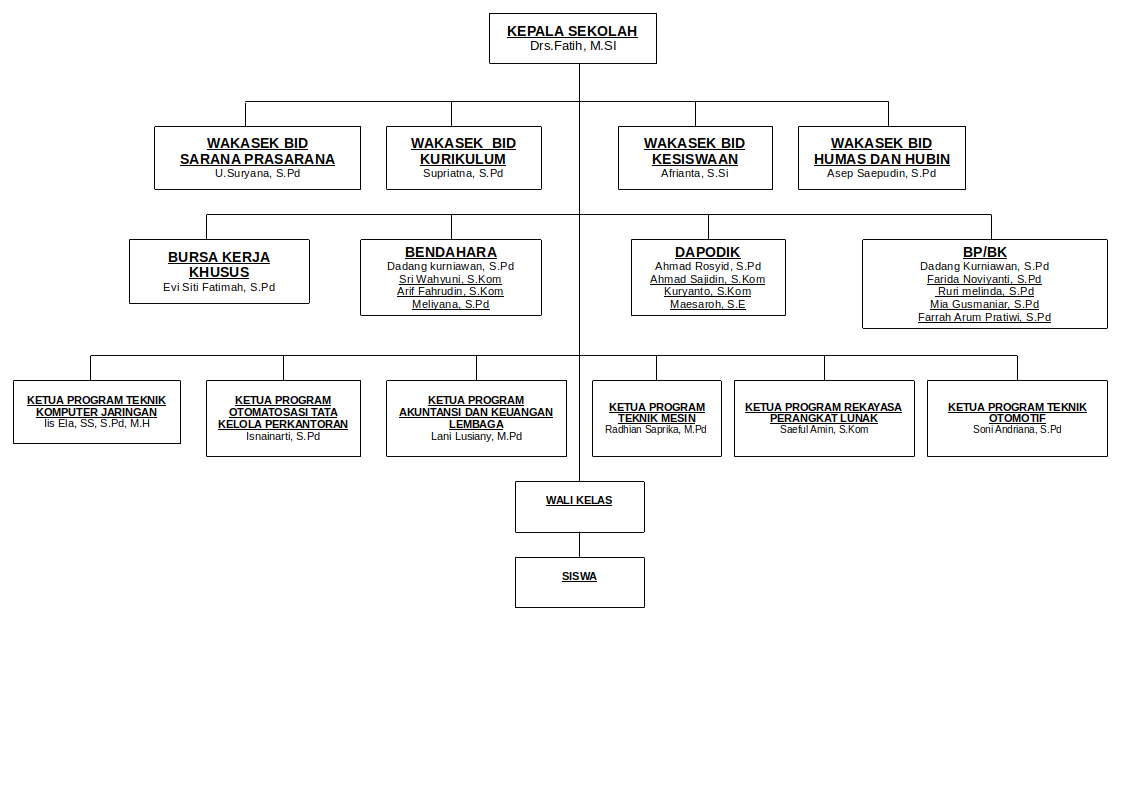 KEPALA SEKOLAH
Drs.Fatih, M.SI
WAKASEK BID
SARANA PRASARANA
U.Suryana, S.Pd
WAKASEK  BID
KURIKULUM
Supriatna, S.Pd
WAKASEK BID
KESISWAAN
Afrianta, S.Si
WAKASEK BID
HUMAS DAN HUBIN
Asep Saepudin, S.Pd
BURSA KERJA
KHUSUS
Evi Siti Fatimah, S.Pd
BENDAHARA
Dadang kurniawan, S.Pd
Sri Wahyuni, S.Kom
Arif Fahrudin, S.Kom
Meliyana, S.Pd
DAPODIK
Ahmad Rosyid, S.Pd
Ahmad Sajidin, S.Kom
Kuryanto, S.Kom
Maesaroh, S.E
BP/BK
Dadang Kurniawan, S.Pd
Farida Noviyanti, S.Pd
Ruri melinda, S.Pd
Mia Gusmaniar, S.Pd
Farrah Arum Pratiwi, S.Pd
KETUA PROGRAM TEKNIK
KOMPUTER JARINGAN
Iis Ela, SS, S.Pd, M.H
KETUA PROGRAM
OTOMATOSASI TATA
KELOLA PERKANTORAN
Isnainarti, S.Pd
KETUA PROGRAM
AKUNTANSI DAN KEUANGAN
LEMBAGA
Lani Lusiany, M.Pd
KETUA PROGRAM
TEKNIK MESIN
Radhian Saprika, M.Pd
KETUA PROGRAM REKAYASA
PERANGKAT LUNAK
Saeful Amin, S.Kom
KETUA PROGRAM TEKNIK
OTOMOTIF
Soni Andriana, S.Pd
WALI KELAS
SISWA